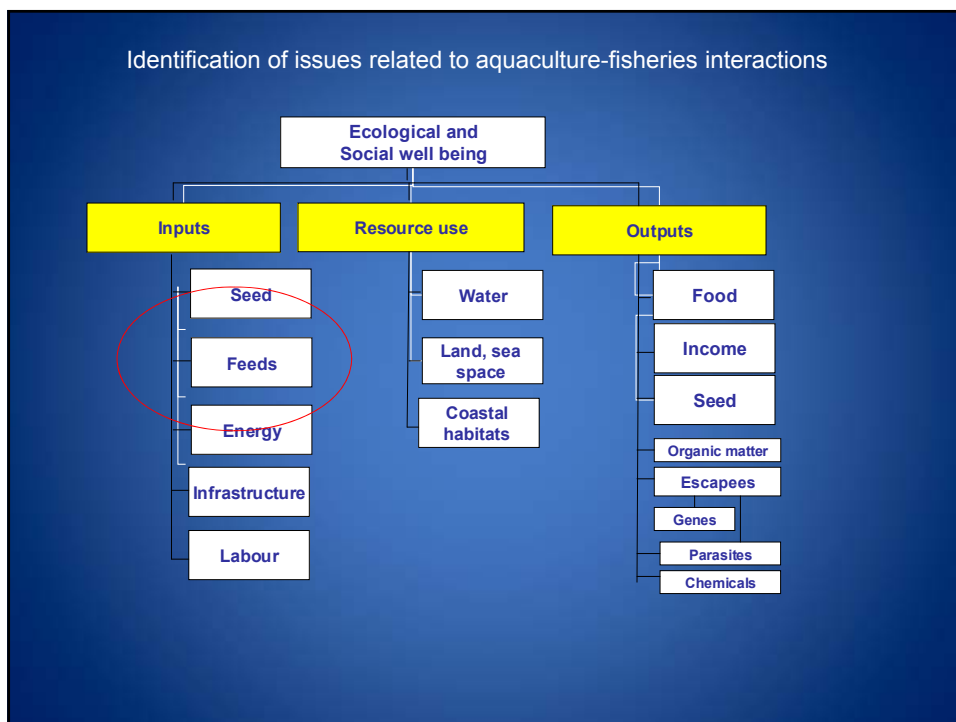 Identification of issues related to aquaculture-fisheries interactions
Ecological and
Social well being
Inputs
Seed
Feeds
Energy
Infrastructure
Labour
Resource use
Water
Land, sea
space
Coastal
habitats
Outputs
Food
Income
Seed
Organic matter
Escapees
Genes
Parasites
Chemicals